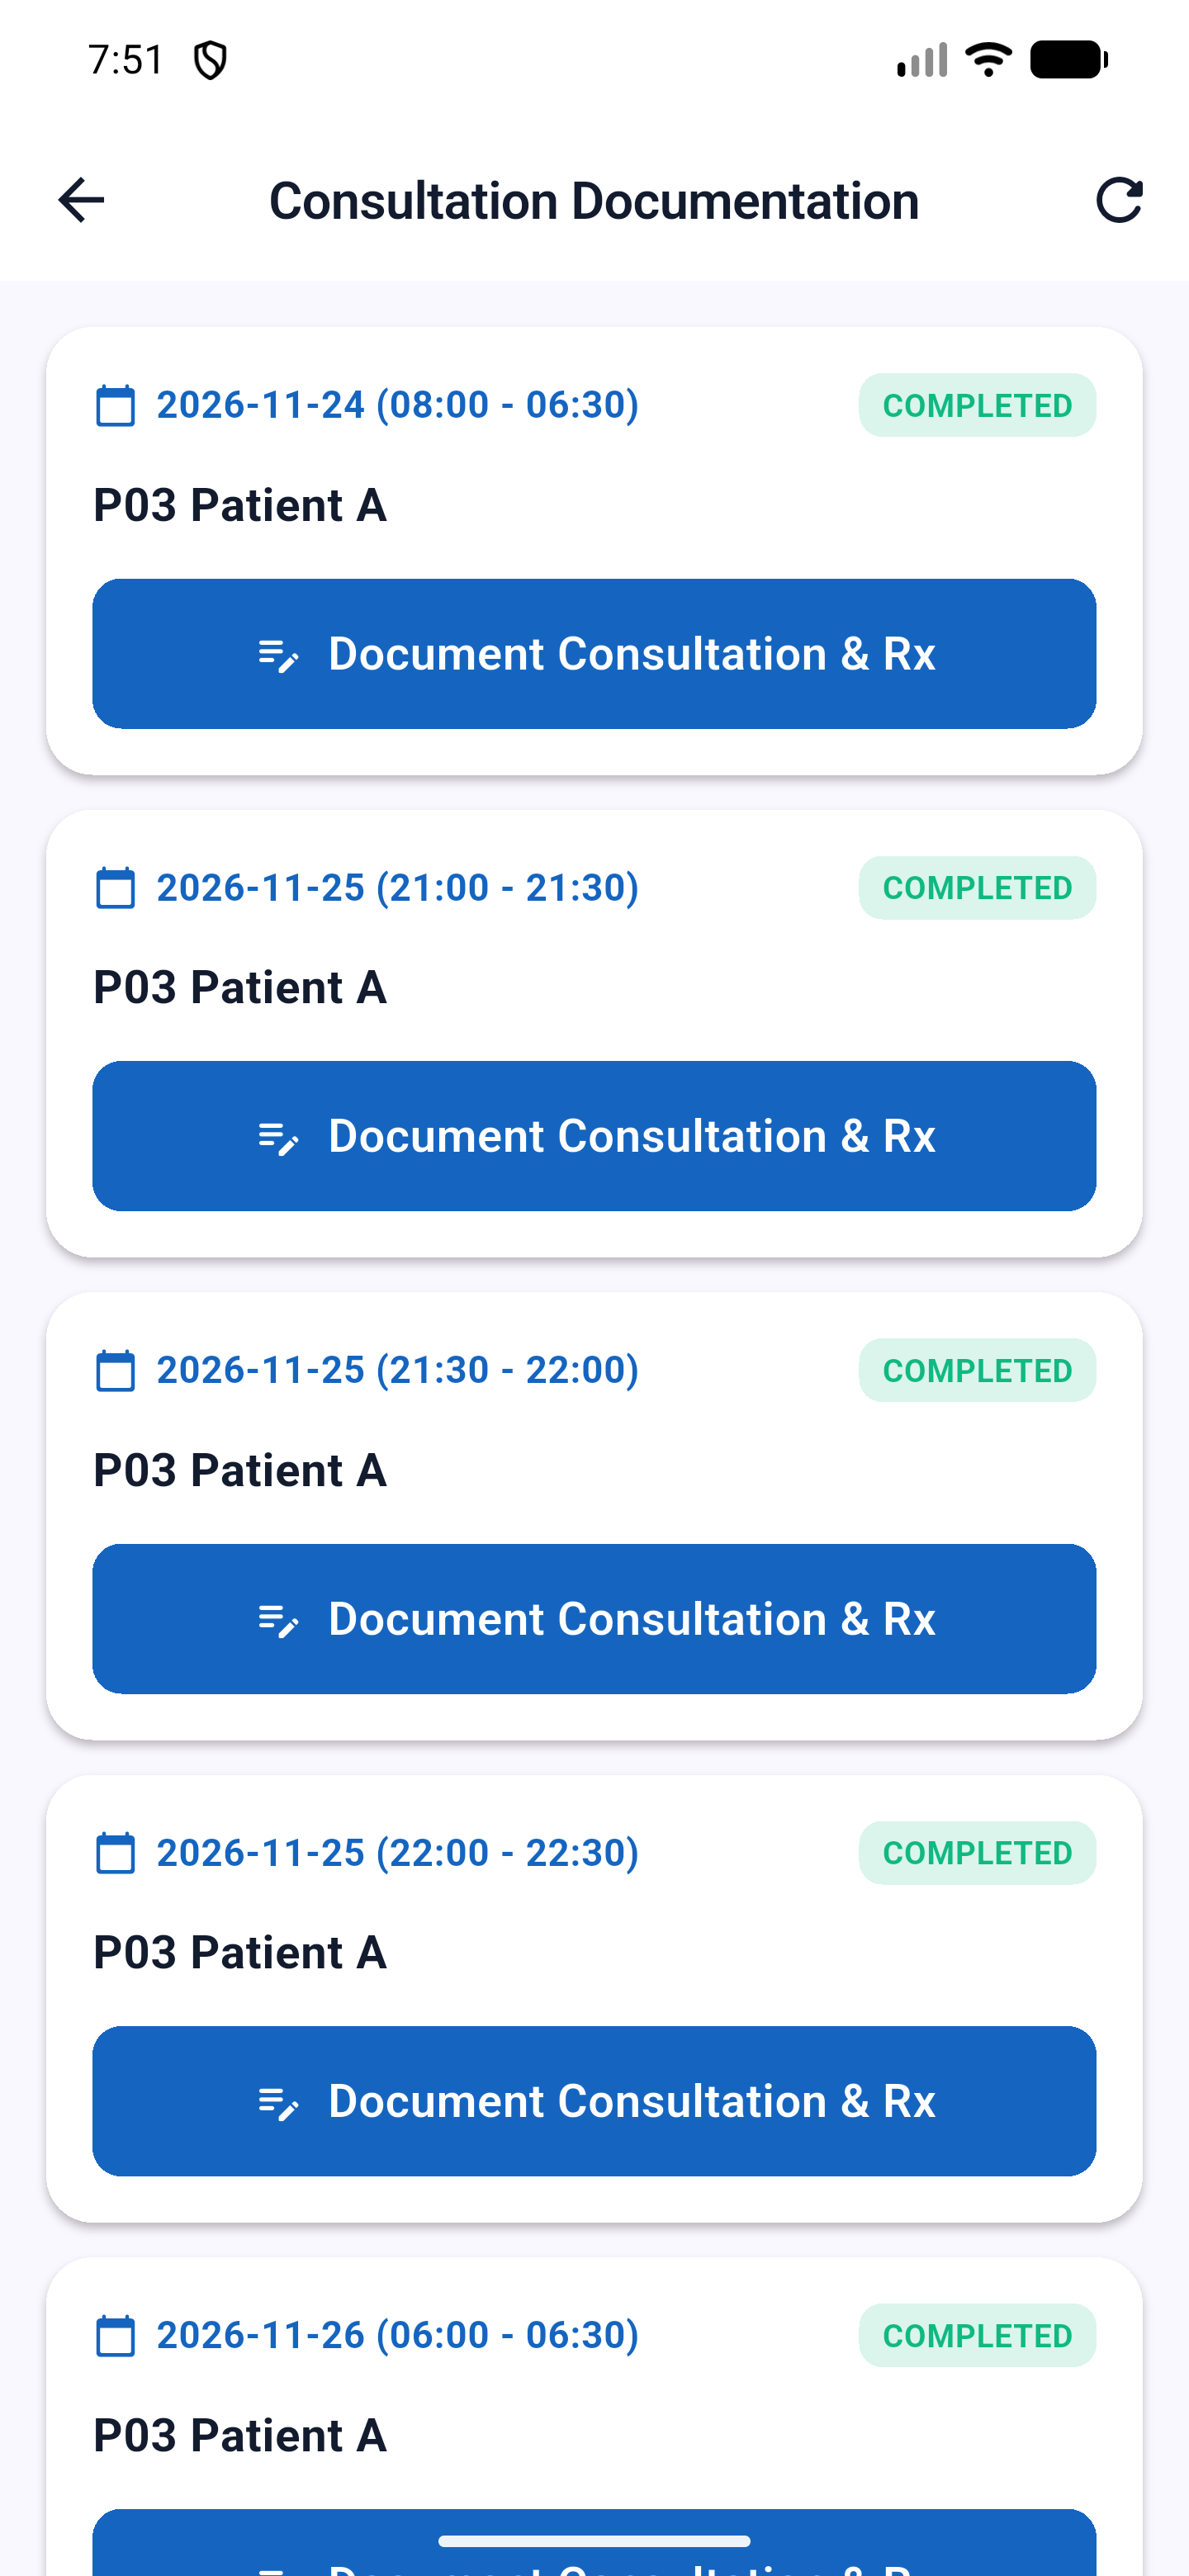 7:51
Consultation Documentation
2026-11-24 (08:00 - 06:30)
COMPLETED
P03 Patient A
Document Consultation & Rx
2026-11-25 (21:00 - 21:30)
COMPLETED
P03 Patient A
Document Consultation & Rx
2026-11-25 (21:30 - 22:00)
COMPLETED
P03 Patient A
Document Consultation & Rx
2026-11-25 (22:00 - 22:30)
COMPLETED
P03 Patient A
Document Consultation & Rx
2026-11-26 (06:00 - 06:30)
COMPLETED
P03 Patient A